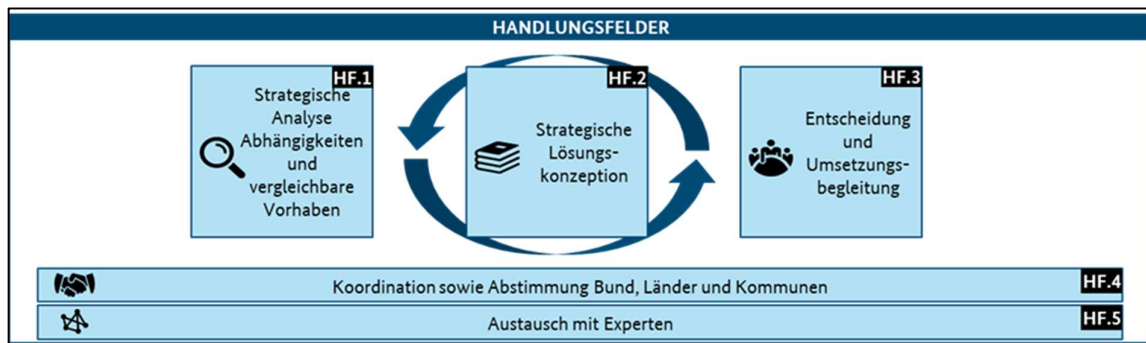 HANDLUNGSFELDER
HF.1
Strategische
Analyse
Abhängigkeiten
und
vergleichbare
Vorhaben
HF.2
Strategische
Lösungs-
konzeption
HF.3
Entscheidung
und
Umsetzungs-
begleitung
Koordination sowie Abstimmung Bund, Länder und Kommunen
HF.4
Austausch mit Experten
HF.5